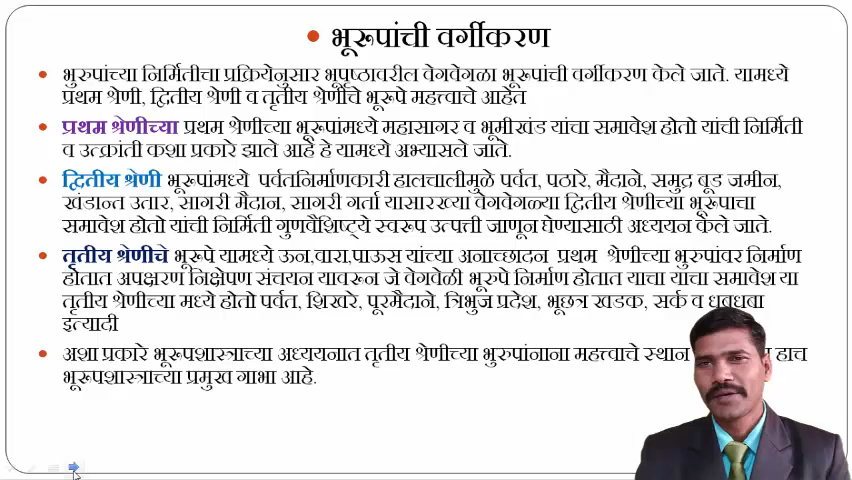 भूरूपांची वर्गीकरण
भुरुपांच्या निर्मितीचा प्रक्रियेनुसार भूपृष्ठावरील वेगवेगळा भूरूपांची वर्गीकरण केले जाते. यामध्ये
प्रथम श्रेणी, द्वितीय श्रेणी व तृतीय श्रेणीचे भूरूपे महत्त्वाचे आहेत
प्रथम श्रेणीच्या प्रथम श्रेणीच्या भूरूपांमध्ये महासागर व भूमीखंड यांचा समावेश होतो यांची निर्मिती
व उत्क्रांती कशा प्रकारे झाले आहे हे यामध्ये अभ्यासले जाते.
द्वितीय श्रेणी भूरूपांमध्ये पर्वतनिर्माणकारी हालचालीमुळे पर्वत, पठारे, मैदाने, समुद्र बूड जमीन,
खंडान्त उतार, सागरी मैदान, सागरी गर्ता यासारख्या वेगवेगळ्या द्वितीय श्रेणीच्या भूरूपाचा
समावेश होतो यांची निर्मिती गुणवैशिष्ट्ये स्वरूप उत्पत्ती जाणून घेण्यासाठी अध्ययन केले जाते.
तृतीय श्रेणीचे भूरूपे यामध्ये ऊन,वारा,पाऊस यांच्या अनाच्छादन प्रथम श्रेणीच्या भुरुपांवर निर्माण
होतात अपक्षरण निक्षेपण संचयन यावरून जे वेगवेळी भूरुपे निर्माण होतात याचा यांचा समावेश या
तृतीय श्रेणीच्या मध्ये होतो पर्वत, शिखरे, पूरमैदाने, त्रिभुज प्रदेश, भूछत्र खडक, सर्क व धबधबा
इत्यादी
अशा प्रकारे भूरूपशास्त्राच्या अध्ययनात तृतीय श्रेणीच्या भुरुपांनाना महत्त्वाचे स्थान हाच
भूरूपशास्त्राच्या प्रमुख गाभा आहे.